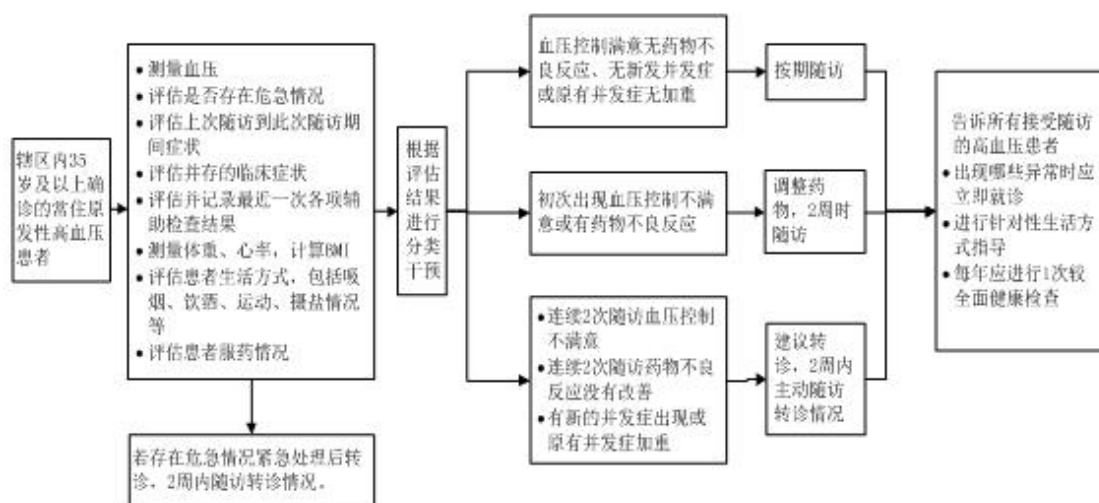 辖区内35
岁及以上确
诊的常住原
发性高血压
患者
●测量血压
●评估是否存在危急情况
●评估上次随访到此次随访期
间症状
●评估并存的临床症状
●评估并记录最近一次各项辅
助检查结果
●测量体重、心率，计算BMI
●评估患者生活方式，包括吸
烟、饮酒、运动、摄盐情况
等
●评估患者服药情况
若存在危急情况紧急处理后转
诊，2周内随访转诊情况。
根据
评估
结果
进行
分类
干预
血压控制满意无药物不
良反应、无新发并发症
或原有并发症无加重
按期随访
初次出现血压控制不满
意或有药物不良反应
调整药
物，2周时
随访
●连续2次随访血压控制
不满意
●连续2次随访药物不良
反应没有改善
●有新的并发症出现或
原有并发症加重
建议转
诊，2周内
主动随访
转诊情况
告诉所有接受随访
的高血压患者
●出现哪些异常时应
立即就诊
●进行针对性生活方
式指导
●每年应进行1次较
全面健康检查